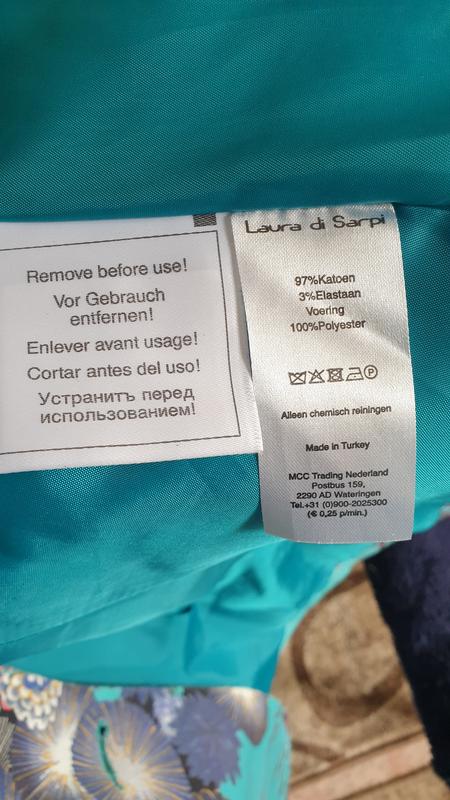 Remove before use!
Vor Gebrauch
entfernen!
Enlever avant usage!
Cortar antes del uso!
Устранитъ перед
использованием!
Laura di Sarpi
97%Katoen
3%Elastaan
Voering
100%Polyester
P
Alleen chemisch reiningen
Made in Turkey
MCC Trading Nederland
Postbus 159,
2290 AD Wateringen
Tel.+31 (0)900-2025300
(€ 0,25 p/min.)